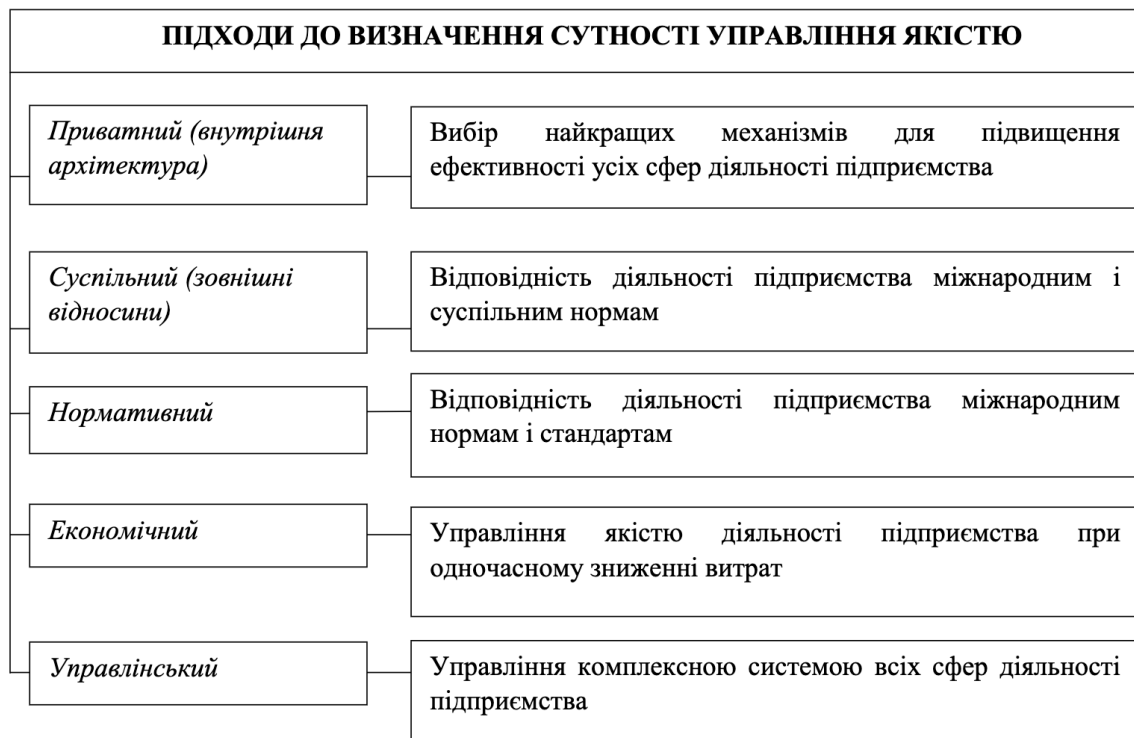 ПІДХОДИ ДО ВИЗНАЧЕННЯ СУТНОСТІ УПРАВЛІННЯ ЯКІСТЮ
Приватний (внутрішня
архітектура)
Вибір найкращих механізмів для підвищення
ефективності усіх сфер діяльності підприємства
Суспільний (зовнішні
відносини)
Відповідність діяльності підприємства міжнародним і
суспільним нормам
Нормативний
Відповідність діяльності підприємства міжнародним
нормам і стандартам
Економічний
Управління якістю діяльності підприємства при
одночасному зниженні витрат
Управлінський
Управління комплексною системою всіх сфер діяльності
підприємства